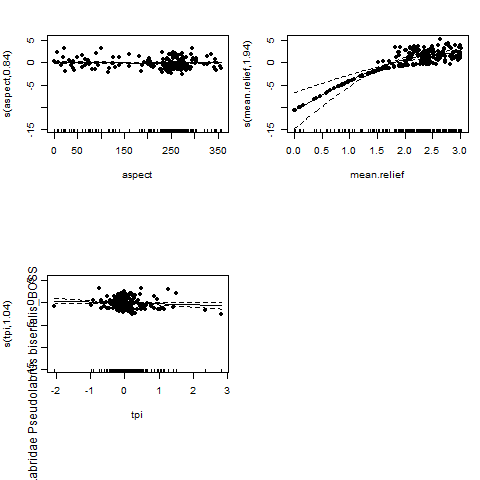 s(aspect,0.84)
5
0
-5
-15
0 50 150 250 350
aspect
s(mean.relief,1.94)
5
0
-5
-15
0.0 0.5 1.0 1.5 2.0 2.5 3.0
mean.relief
s(tpi,1.04)
abridae Pseudolabrus biserialis BOSS
-2 -1 0 1 2 3
tpi